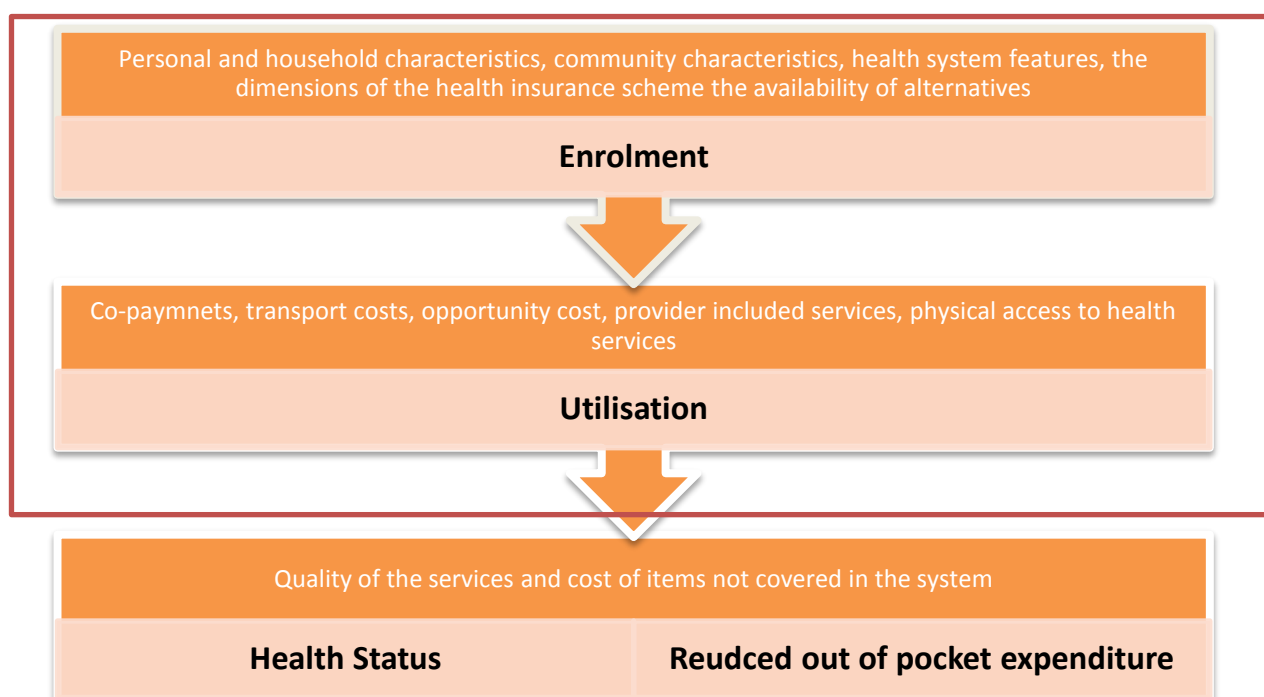 Personal and household characteristics, community characteristics, health system features, the
dimensions of the health insurance scheme the availability of alternatives
Enrolment
Co-paymnets, transport costs, opportunity cost, provider included services, physical access to health
services
Utilisation
Quality of the services and cost of items not covered in the system
Health Status
Reudced out of pocket expenditure